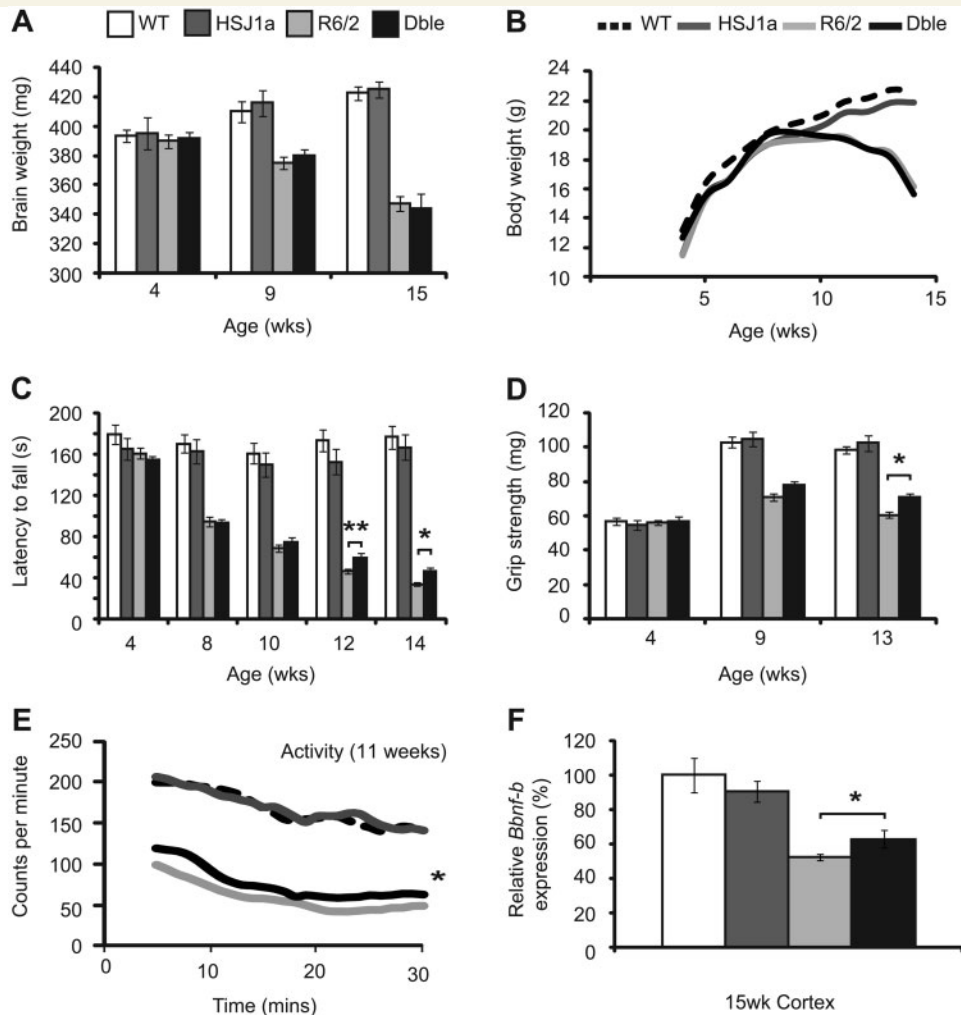 A
WT HSJ1a R6/2 Dble
Brain weight (mg)
440
420
400
380
360
340
320
300
4 9 15
Age (wks)
B
WT HSJ1a R6/2 Dble
Body weight (g)
24
22
20
18
16
14
12
10
5 10 15
Age (wks)
C
Latency to fall (s)
200
160
120
80
40
0
** *
4 8 10 12 14
Age (wks)
D
Grip strength (mg)
120
100
80
60
40
20
0
*
4 9 13
Age (wks)
E
Activity (11 weeks)
Counts per minute
250
200
150
100
50
0
*
0 10 20 30
Time (mins)
F
Relative Bbnf-b
expression (%)
120
100
80
60
40
20
0
*
15wk Cortex